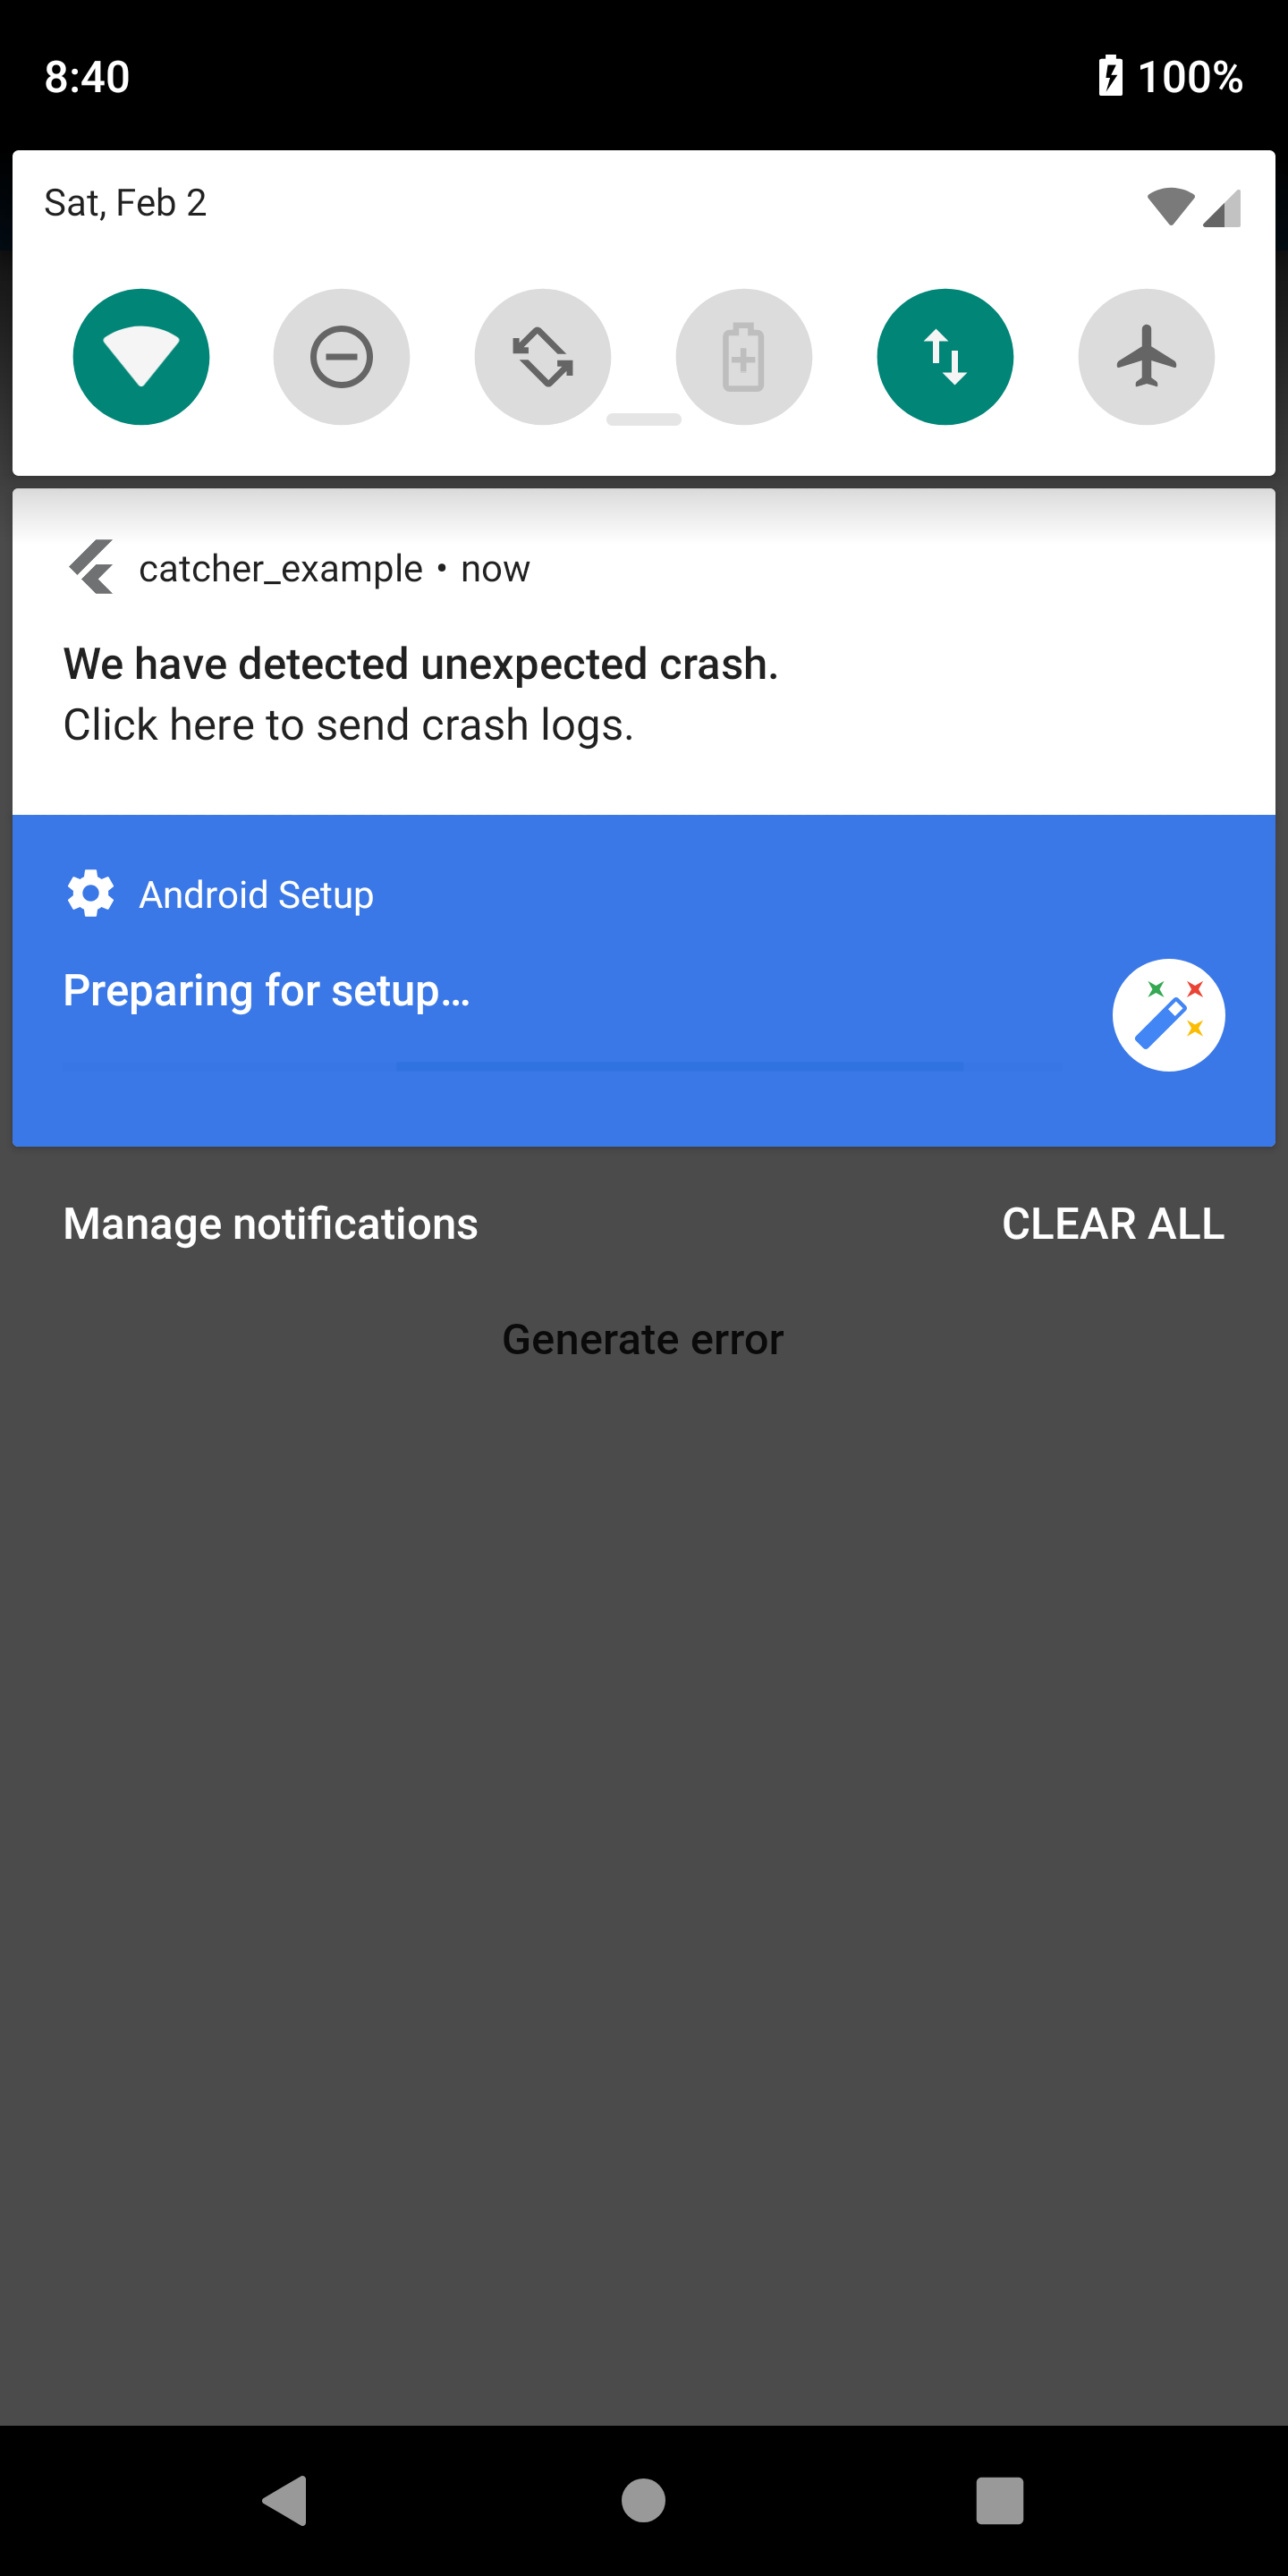 8:40
100%
Sat, Feb 2
catcher_example • now
We have detected unexpected crash.
Click here to send crash logs.
Android Setup
Preparing for setup…
Manage notifications
CLEAR ALL
Generate error